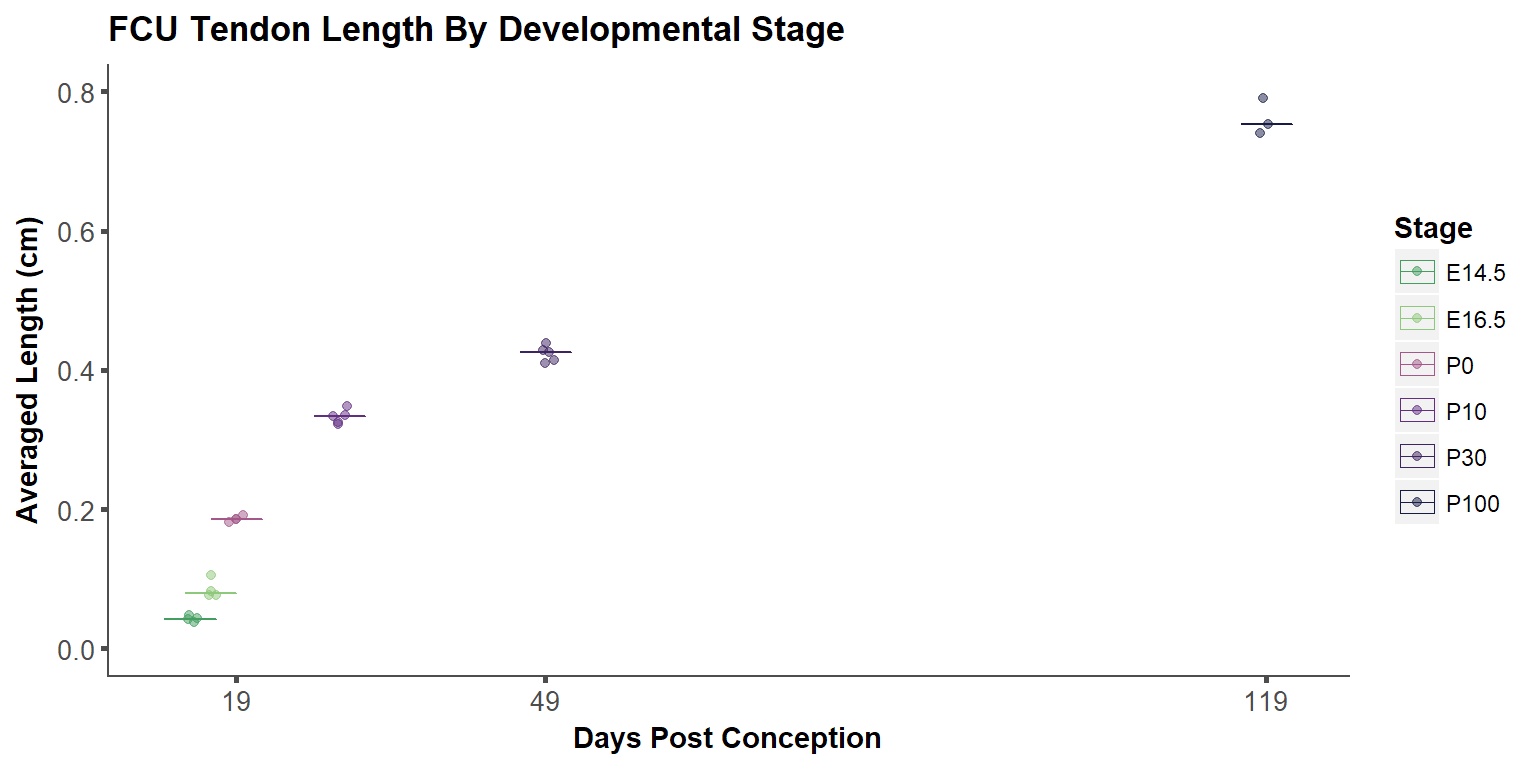 FCU Tendon Length By Developmental Stage
Averaged Length (cm)
0.8
0.6
0.4
0.2
0.0
19 49 119
Days Post Conception
Stage
E14.5
E16.5
P0
P10
P30
P100